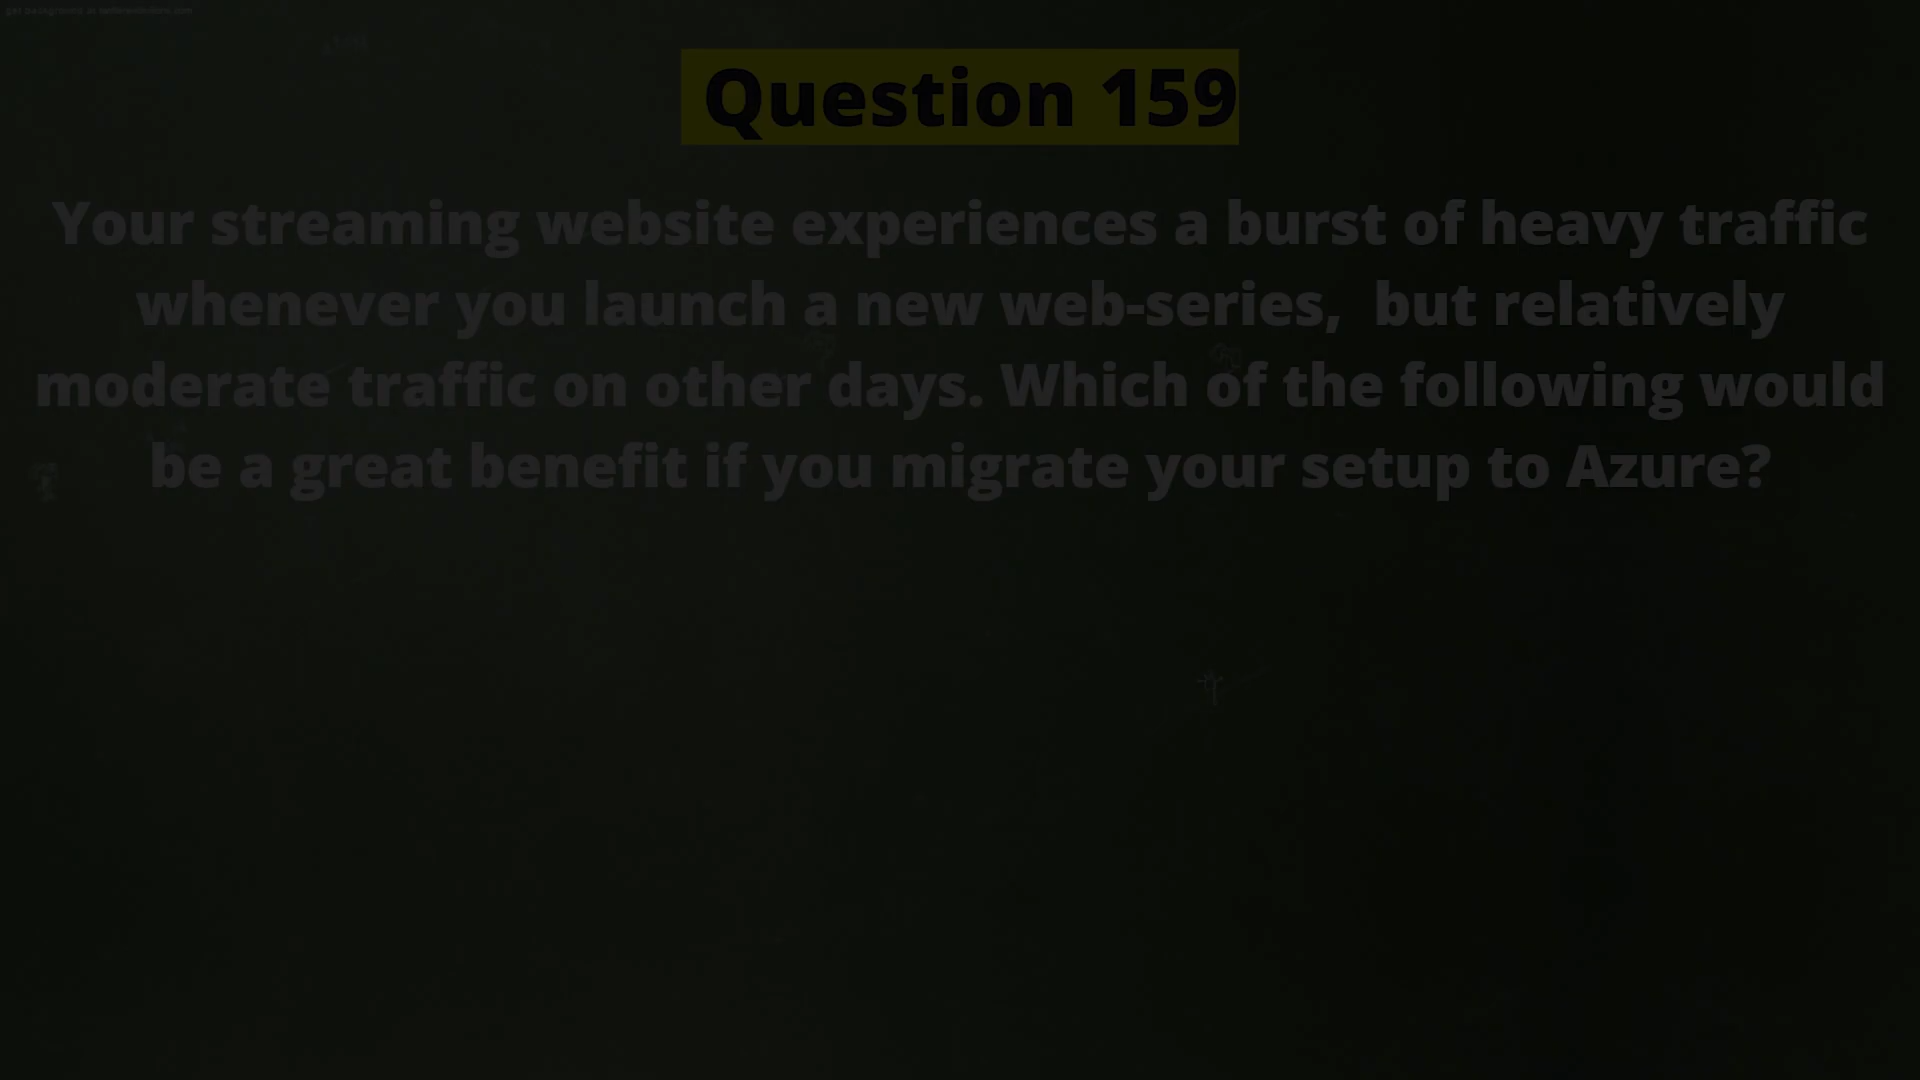 Question 159
Your streaming website experiences a burst of heavy traffic
whenever you launch a new web-series, but relatively
moderate traffic on other days. Which of the following would
be a great benefit if you migrate your setup to Azure?